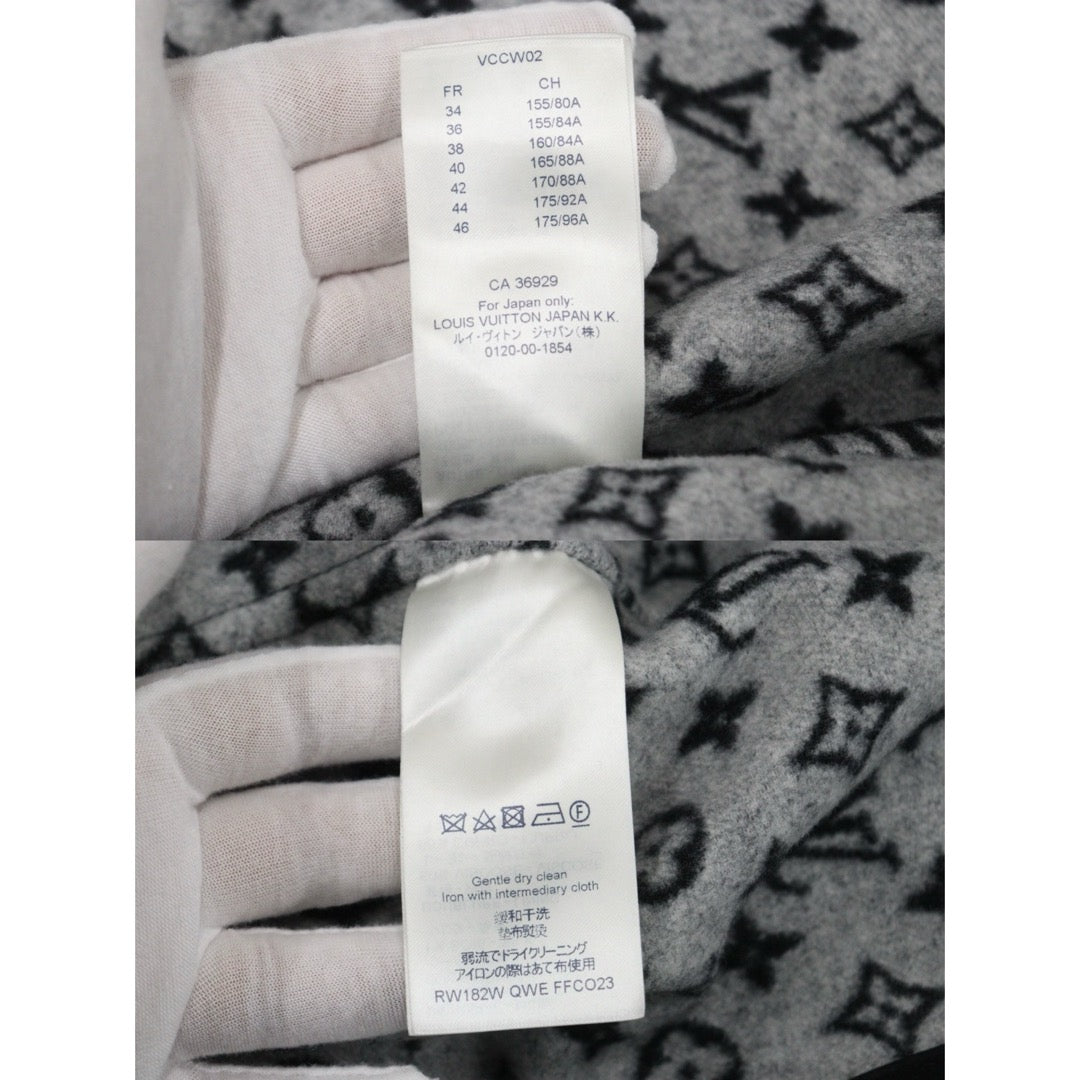 VCCW02
FR CH
34 155/80A
36 155/84A
38 160/84A
40 165/88A
42 170/88A
44 175/92A
46 175/96A
CA 36929
For Japan only:
LOUIS VUITTON JAPAN K.K.
ルイ・ヴィトン ジャパン(株)
0120-00-1854
F
Gentle dry clean
Iron with intermediary cloth
缓和干洗
垫布熨烫
弱流でドライクリーニング
アイロンの際はあて布使用
RW182W QWE FFCO23